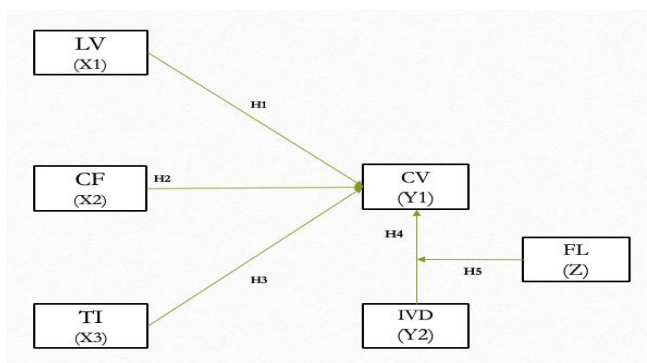 LV
(X1)
H1
CF
(X2)
H2
CV
(Y1)
H4
FL
(Z)
H5
H3
TI
(X3)
IVD
(Y2)